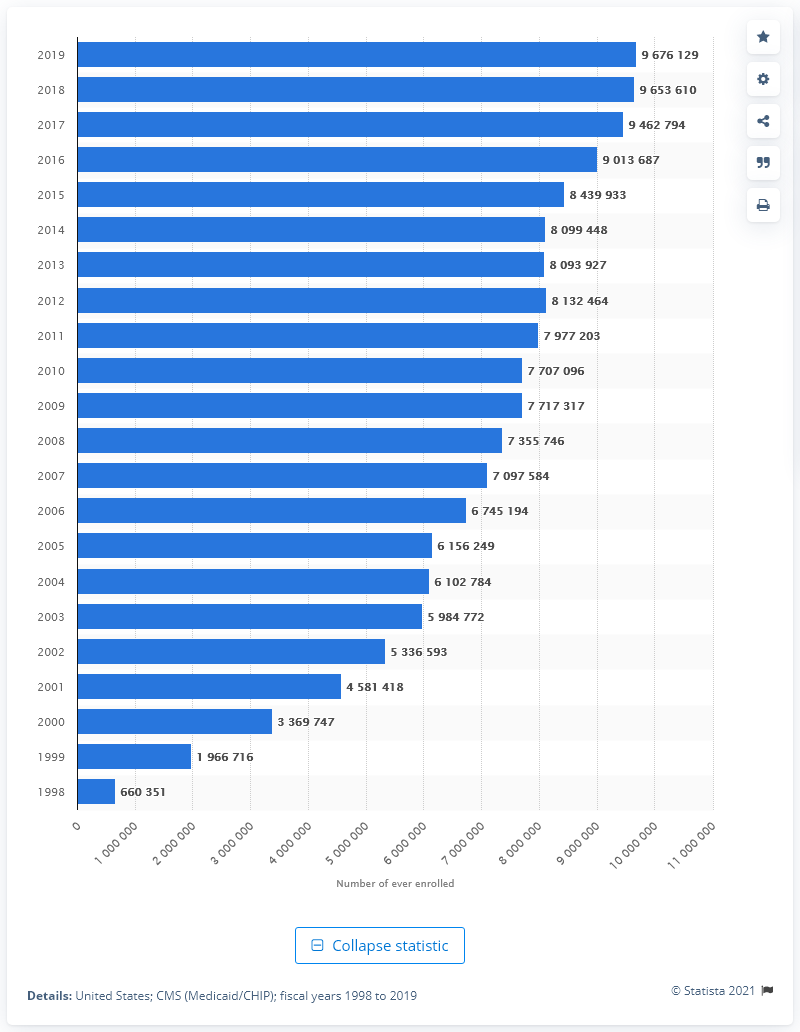 2019 9 676 129
2018 9 653 610
2017 9 462 794
2016 9 013 687
2015 8 439 933
2014 8 099 448
2013 8 093 927
2012 8 132 464
2011 7 977 203
2010 7 707 096
2009 7 717 317
2008 7 355 746
2007 7 097 584
2006 6 745 194
2005 6 156 249
2004 6 102 784
2003 5 984 772
2002 5 336 593
2001 4 581 418
2000 3 369 747
1999 1 966 716
1998 660 351
0 1 000 000 2 000 000 3 000 000 4 000 000 5 000 000 6 000 000 7 000 000 8 000 000 9 000 000 10 000 000 11 000 000
Number of ever enrolled
Collapse statistic
© Statista 2021
Details: United States; CMS (Medicaid/CHIP); fiscal years 1998 to 2019